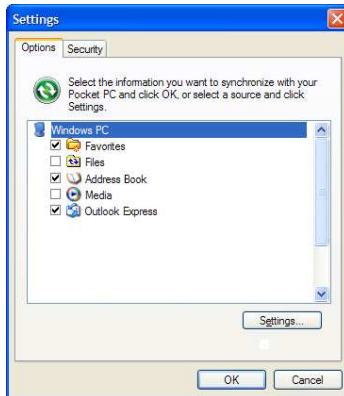 Settings
Options
Security
Select the information you want to synchronize with your
Pocket PC and click OK, or select a source and click
Settings.
Windows PC
Favorites
Files
Address Book
Media
Outlook Express
Settings...
OK
Cancel